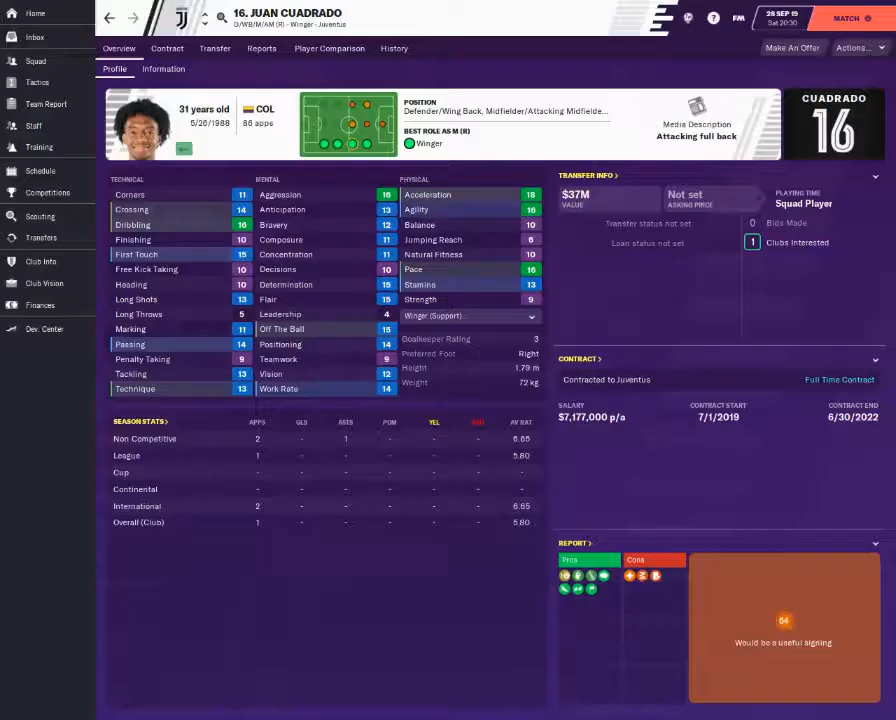 Home
Inbox
Squad
Tactics
Team Report
Staff
Training
Schedule
Competitions
Scouting
Transfers
Club Info
Club Vision
Finances
Dev. Center
16. JUAN CUADRADO
D/WB/M/AM (R) - Winger - Juventus
FM
28 SEP 19
Sat 20:30
MATCH
Overview Contract Transfer Reports Player Comparison History
Make An Offer Actions...
Profile Information
31 years old
5/26/1988
COL
86 apps
POSITION
Defender/Wing Back, Midfielder/Attacking Midfielde...
BEST ROLE AS M (R)
Winger
Media Description
Attacking full back
CUADRADO
16
TECHNICAL MENTAL PHYSICAL
Corners 11 Aggression 16 Acceleration 18
Crossing 14 Anticipation 13 Agility 16
Dribbling 16 Bravery 12 Balance 10
Finishing 10 Composure 11 Jumping Reach 6
First Touch 15 Concentration 11 Natural Fitness 10
Free Kick Taking 10 Decisions 10 Pace 16
Heading 10 Determination 15 Stamina 13
Long Shots 13 Flair 15 Strength 9
Long Throws 5 Leadership 4 Winger (Support)
Marking 11 Off The Ball 15
Passing 14 Positioning 14
Penalty Taking 9 Teamwork 9
Tackling 13 Vision 12
Technique 13 Work Rate 14
Goalkeeper Rating 3
Preferred Foot Right
Height 1.79 m
Weight 72 kg
SEASON STATS> APPS GLS ASTS POM YEL AV RAT
Non Competitive 2 - 1 - - - 6.65
League 1 - - - - - 5.80
Cup - - - - - - -
Continental - - - - - - -
International 2 - - - - - 6.65
Overall (Club) 1 - - - - - 5.80
TRANSFER INFO>
$37M
VALUE
Not set
ASKING PRICE
PLAYING TIME
Squad Player
Transfer status not set 0 Bids Made
Loan status not set 1 Clubs Interested
CONTRACT>
Contracted to Juventus Full Time Contract
SALARY CONTRACT START CONTRACT END
$7,177,000 p/a 7/1/2019 6/30/2022
REPORT>
Pros Cons
64
Would be a useful signing